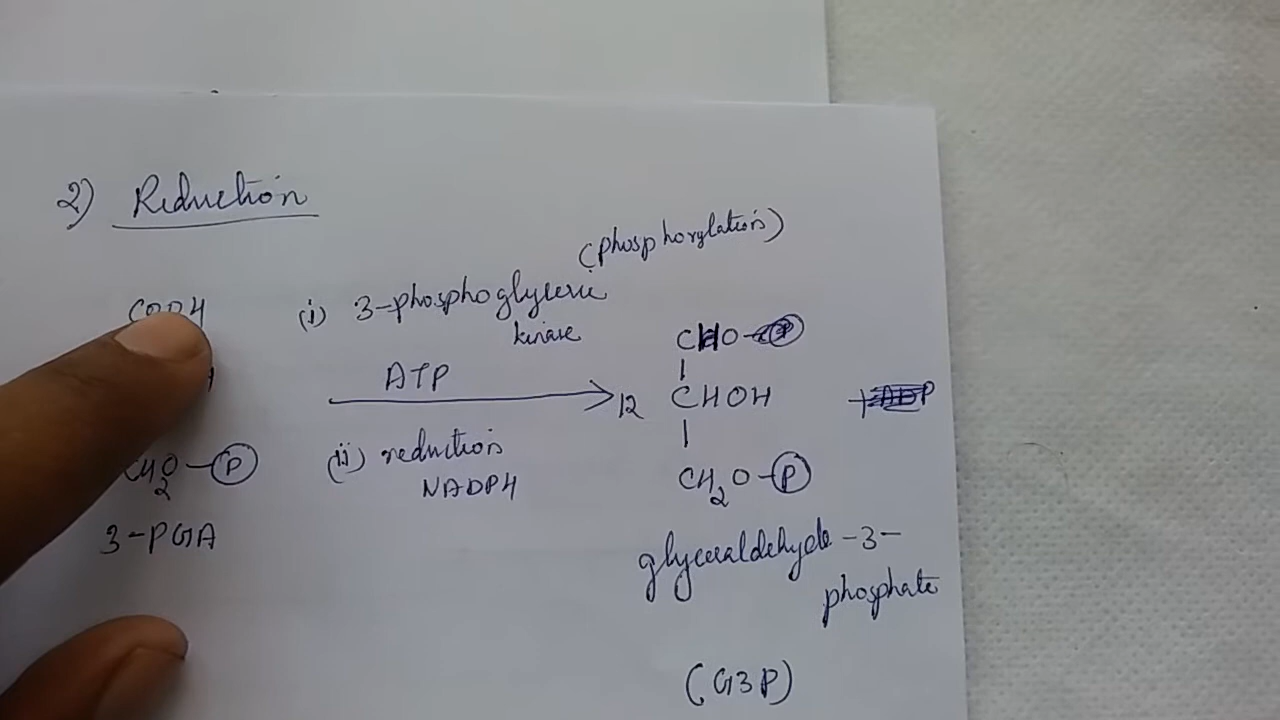 2) Reduction
(phosphorylation)
COOH (i) 3-phosphoglyceric
kinase
CHO
ATP
12 CHOH
(ii) reduction
NADPH
CH2O-P CH2O-P
3-PGA
glyceraldehyde-3-
phosphate
(G3P)